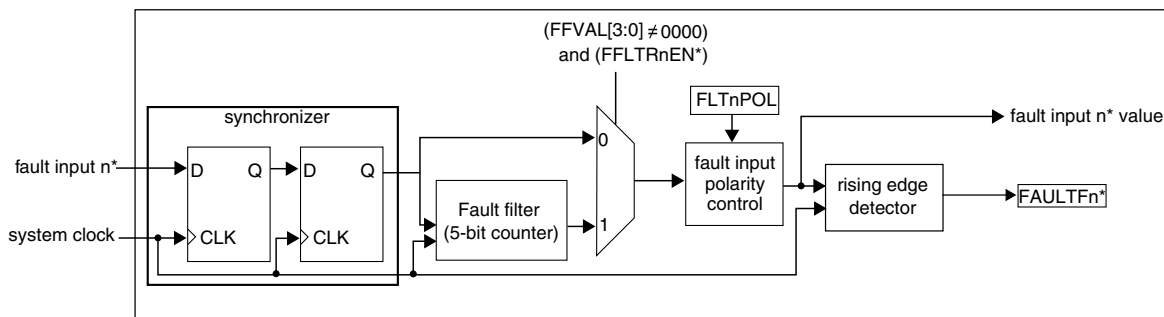 (FFVAL[3:0] ≠ 0000)
and (FFLTRnEN*)
FLTnPOL
synchronizer
fault input n* value
0
fault input n*
D Q
D Q
fault input
polarity
control
rising edge
detector
FAULTFn*
Fault filter
(5-bit counter)
1
system clock
CLK
CLK